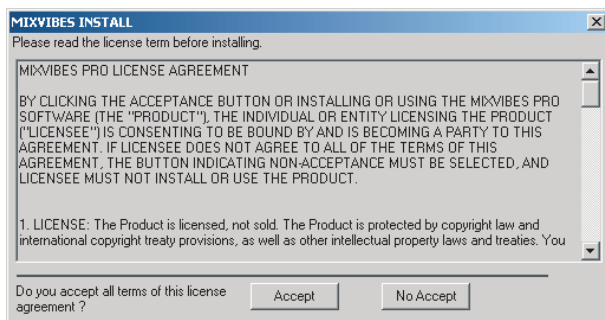 MIXVIBES INSTALL
Please read the license term before installing.
MIXVIBES PRO LICENSE AGREEMENT
BY CLICKING THE ACCEPTANCE BUTTON OR INSTALLING OR USING THE MIXVIBES PRO
SOFTWARE (THE "PRODUCT"), THE INDIVIDUAL OR ENTITY LICENSING THE PRODUCT
("LICENSEE") IS CONSENTING TO BE BOUND BY AND IS BECOMING A PARTY TO THIS
AGREEMENT. IF LICENSEE DOES NOT AGREE TO ALL OF THE TERMS OF THIS
AGREEMENT, THE BUTTON INDICATING NON-ACCEPTANCE MUST BE SELECTED, AND
LICENSEE MUST NOT INSTALL OR USE THE PRODUCT.
1. LICENSE: The Product is licensed, not sold. The Product is protected by copyright law and
international copyright treaty provisions, as well as other intellectual property laws and treaties. You
Do you accept all terms of this license
agreement ?
Accept
No Accept